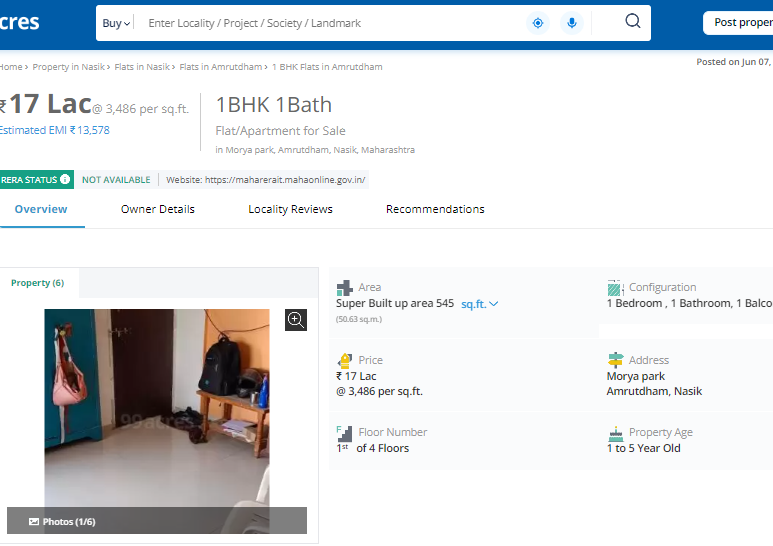 cres
Buy Enter Locality / Project / Society / Landmark
Post proper
Home > Property in Nasik > Flats in Nasik > Flats in Amrutdham > 1 BHK Flats in Amrutdham
Posted on Jun 07,
₹17 Lac @ 3,486 per sq.ft.
Estimated EMI ₹13,578
1BHK 1Bath
Flat/Apartment for Sale
in Morya park, Amrutdham, Nasik, Maharashtra
RERA STATUS i NOT AVAILABLE Website: https://maharerait.mahaonline.gov.in/
Overview Owner Details Locality Reviews Recommendations
Property (6)
99acres
Photos (1/6)
Area
Super Built up area 545 sq.ft.
(50.63 sq.m.)
Configuration
1 Bedroom , 1 Bathroom, 1 Balco
Price
₹ 17 Lac
@ 3,486 per sq.ft.
Address
Morya park
Amrutdham, Nasik
Floor Number
1st of 4 Floors
Property Age
1 to 5 Year Old